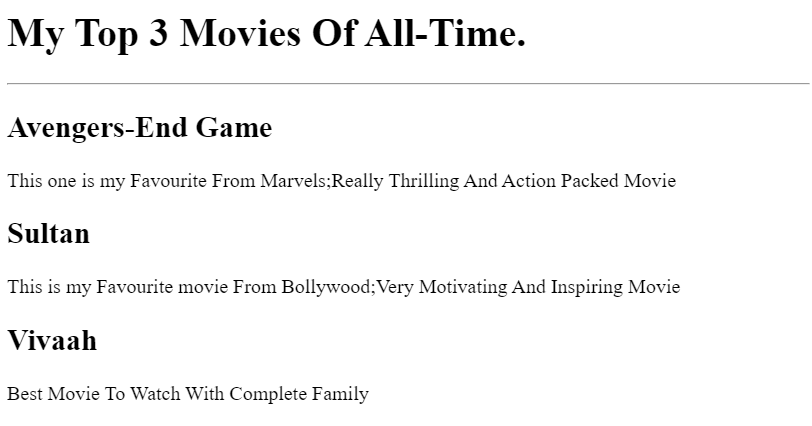 My Top 3 Movies Of All-Time.
Avengers-End Game
This one is my Favourite From Marvels;Really Thrilling And Action Packed Movie
Sultan
This is my Favourite movie From Bollywood;Very Motivating And Inspiring Movie
Vivaah
Best Movie To Watch With Complete Family